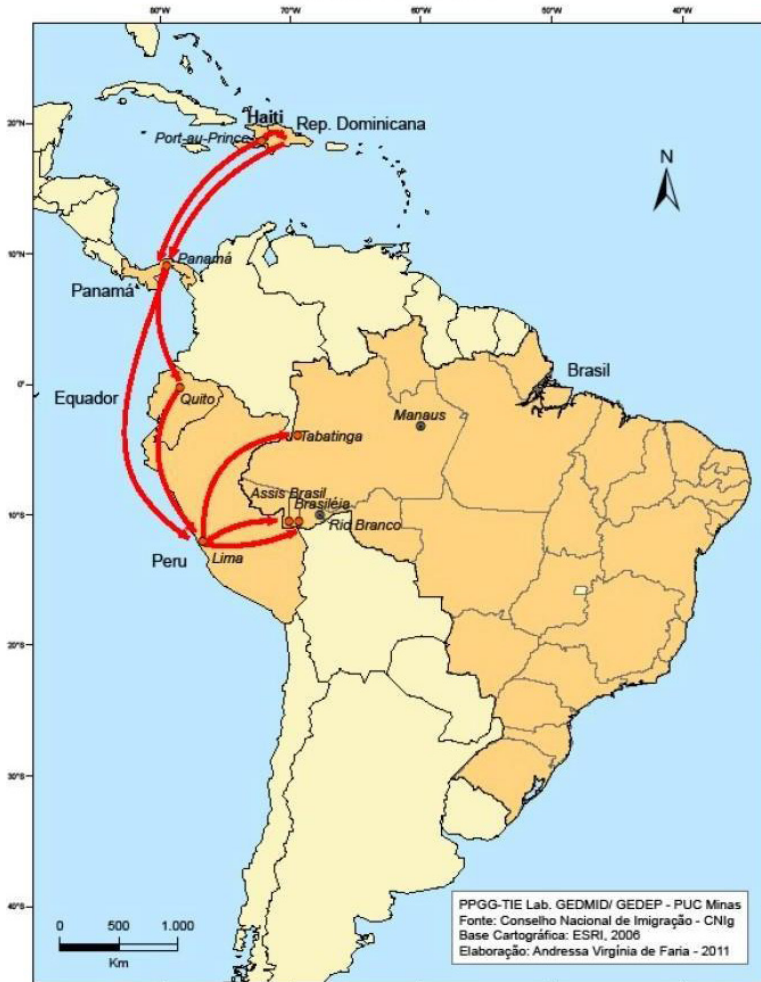 80°W 70°W 60°W 50°W 40°W
20°N
Haiti
Rep. Dominicana
Port-au-Prince
N
10°N
Panamá
Panamá
0°
Equador
Quito
Brasil
Manaus
Tabatinga
Assis Brasil
Brasiléia
10°S
Rio Branco
Peru
Lima
20°S
30°S
40°S
0 500 1.000
Km
PPGG-TIE Lab. GEDMID/ GEDEP - PUC Minas
Fonte: Conselho Nacional de Imigração - CNIg
Base Cartográfica: ESRI, 2006
Elaboração: Andressa Virgínia de Faria - 2011